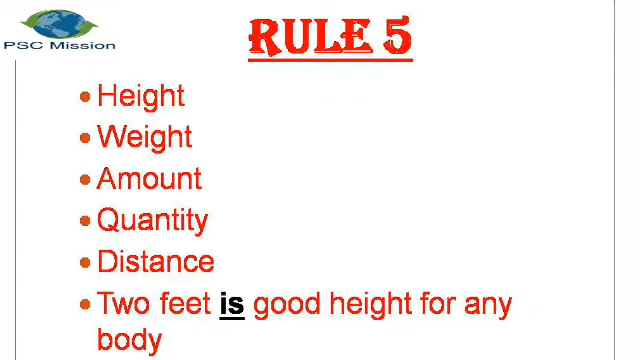 PSC Mission
RULE 5
• Height
• Weight
• Amount
• Quantity
• Distance
• Two feet is good height for any
body